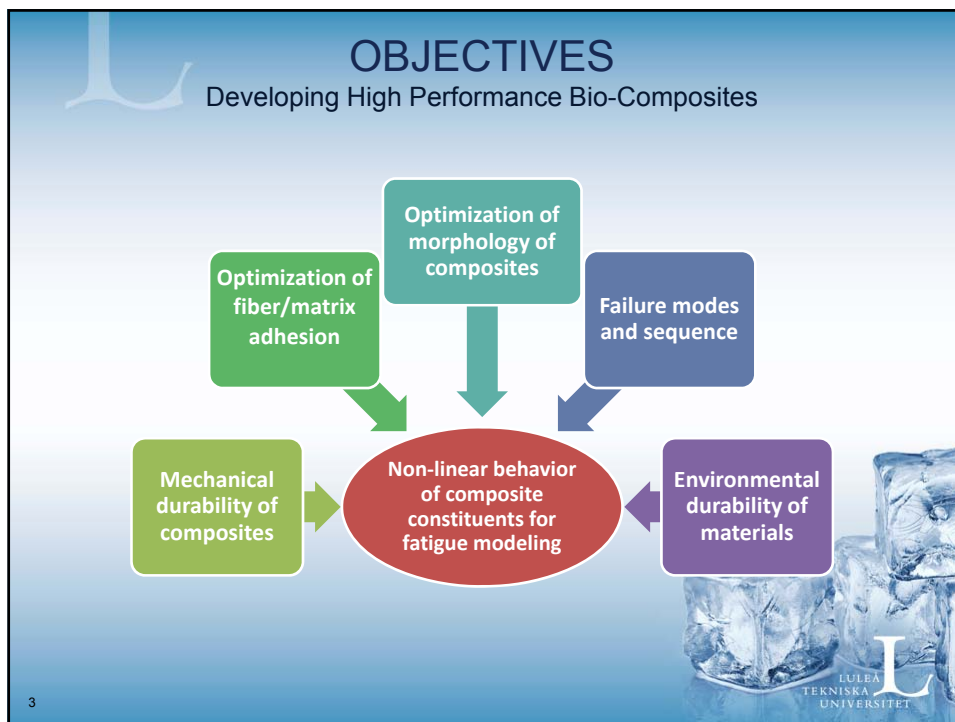 OBJECTIVES
Developing High Performance Bio-Composites
Optimization of
morphology of
composites
Optimization of
fiber/matrix
adhesion
Failure modes
and sequence
Mechanical
durability of
composites
Non-linear behavior
of composite
constituents for
fatigue modeling
Environmental
durability of
materials
L
LULEÅ
TEKNISKA
UNIVERSITET
L
3